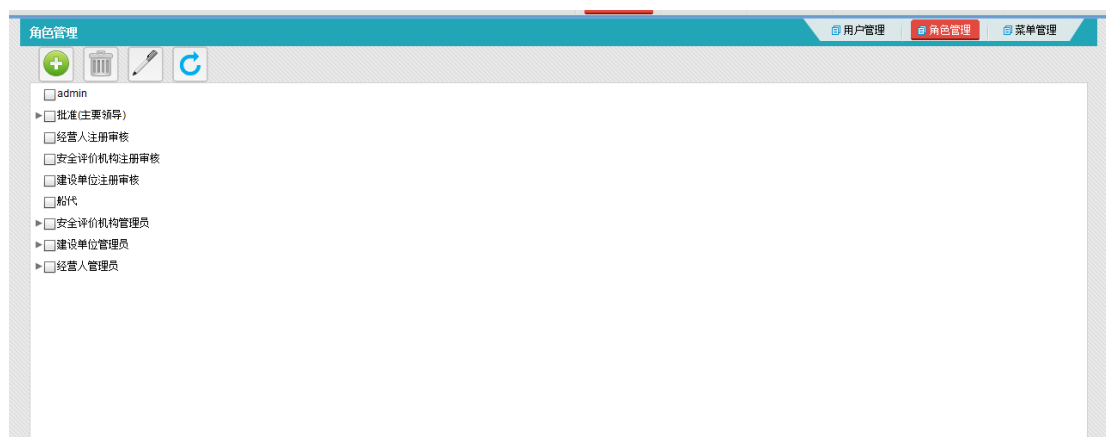 角色管理 用户管理 角色管理 菜单管理
admin
批准(主要领导)
经营人注册审核
安全评价机构注册审核
建设单位注册审核
船代
安全评价机构管理员
建设单位管理员
经营人管理员